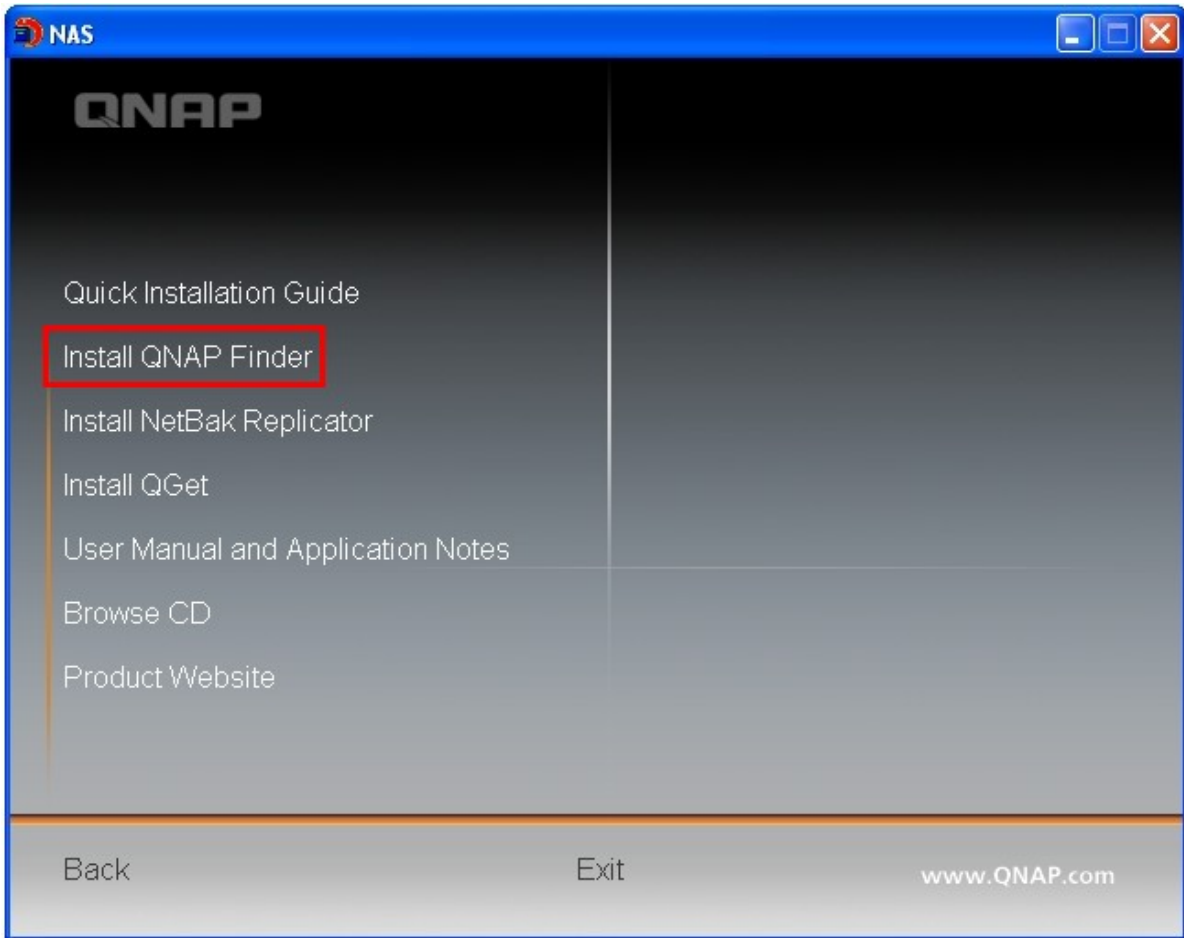 NAS
QNAP
Quick Installation Guide
Install QNAP Finder
Install NetBak Replicator
Install QGet
User Manual and Application Notes
Browse CD
Product Website
Back Exit www.QNAP.com